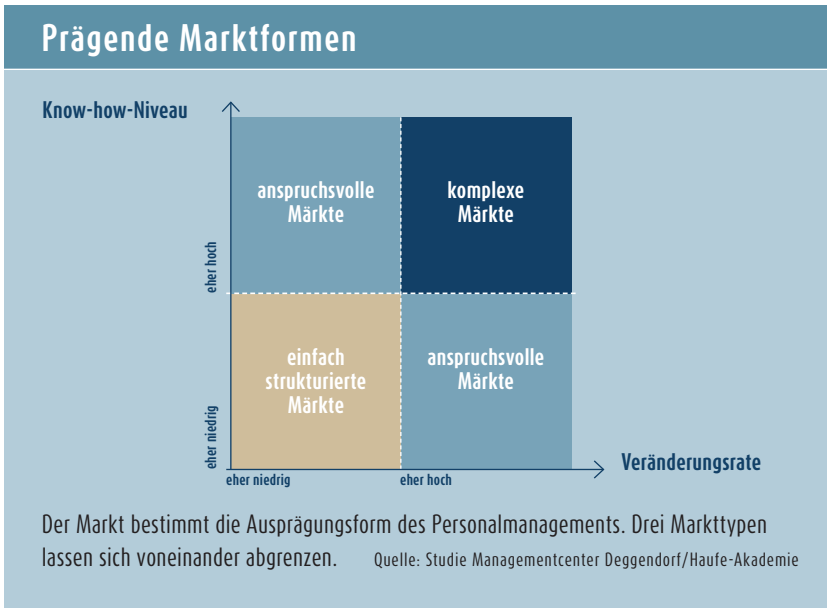 Prägende Marktformen
Know-how-Niveau
anspruchsvolle
Märkte
komplexe
Märkte
eher hoch
einfach
strukturierte
Märkte
anspruchsvolle
Märkte
eher niedrig
Veränderungsrate
eher niedrig
eher hoch
Der Markt bestimmt die Ausprägungsform des Personalmanagements. Drei Markttypen
lassen sich voneinander abgrenzen. Quelle: Studie Managementcenter Deggendorf/Haufe-Akademie